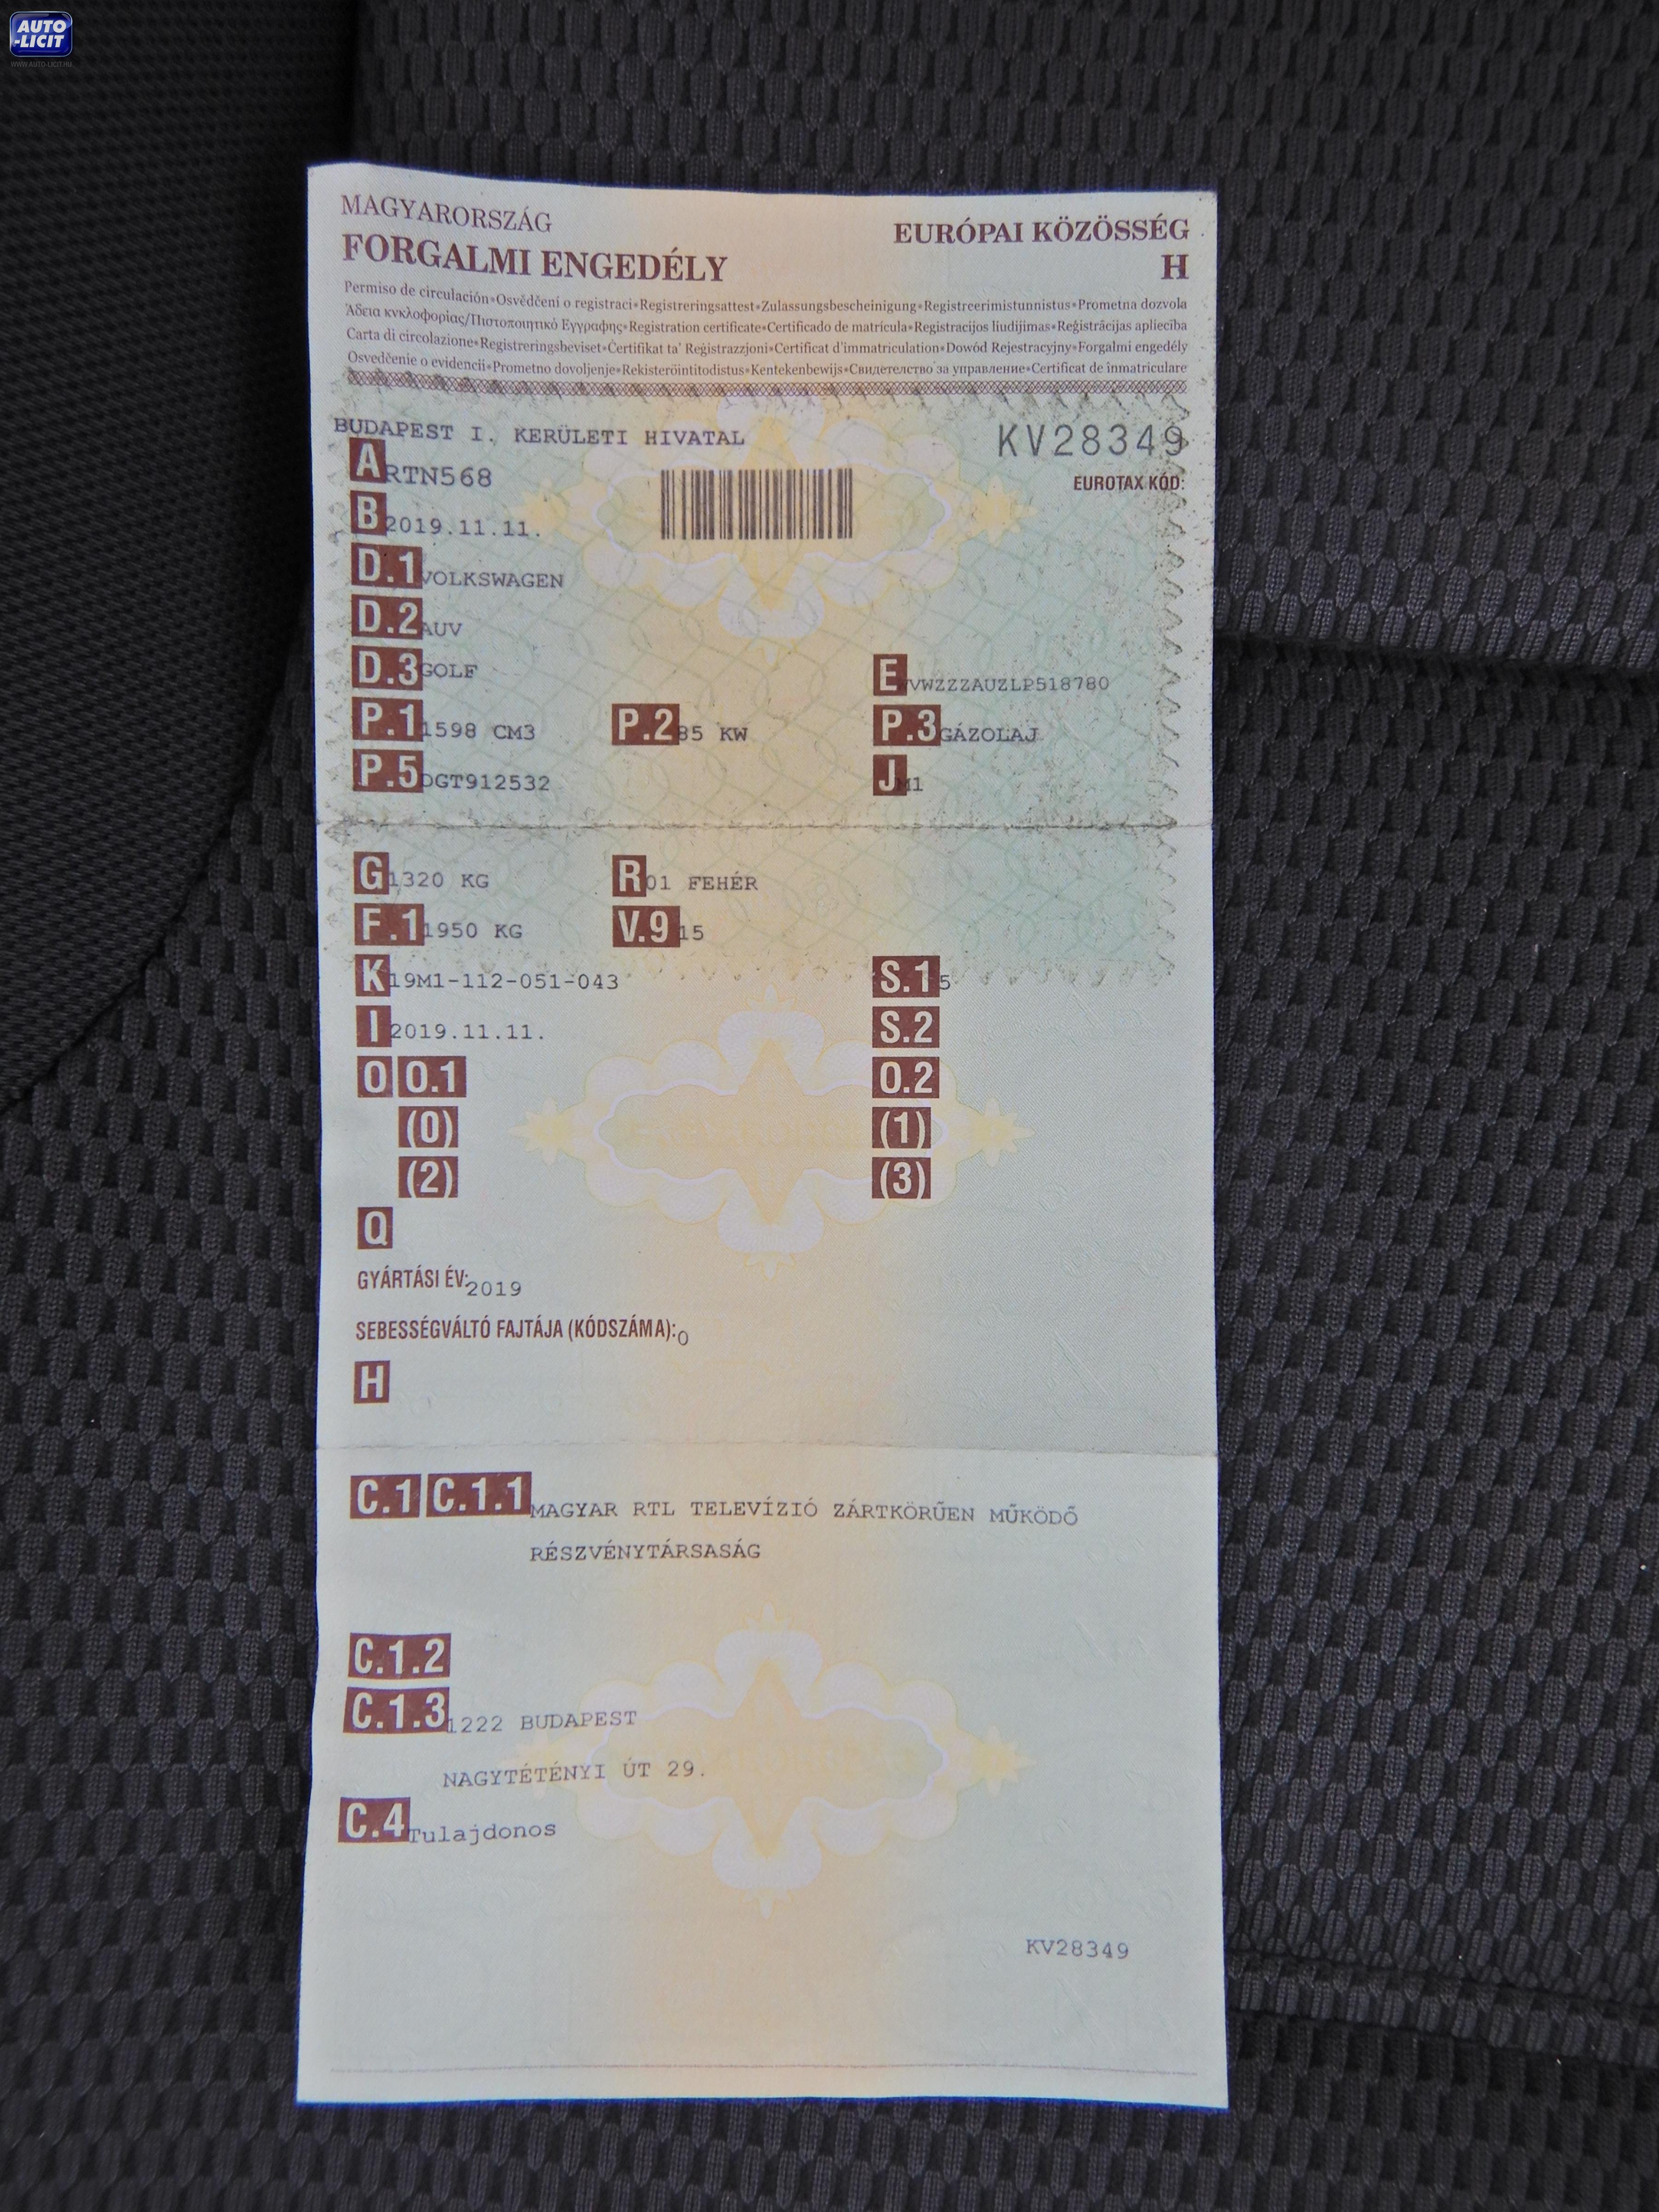 AUTO
-LICIT
WWW.AUTO-LICIT.HU
MAGYARORSZÁG
EURÓPAI KÖZÖSSÉG
FORGALMI ENGEDÉLY
H
Permiso de circulación•Osvědčení o registraci•Registreringsattest•Zulassungsbescheinigung•Registreerimistunnistus•Prometna dozvola
Άδεια κυκλοφορίας/Πιστοποιητικό Εγγραφης•Registration certificate•Certificado de matrícula•Registracijos liudijimas•Reģistrācijas apliecība
Carta di circolazione•Registreringsbeviset•Ċertifikat ta' Reġistrazzjoni•Certificat d'immatriculation•Dowód Rejestracyjny•Forgalmi engedély
Osvedčenie o evidencii•Prometno dovoljenje•Rekisteröintitodistus•Kentekenbewijs•Свидетелство за управление•Certificat de înmatriculare
BUDAPEST I. KERÜLETI HIVATAL KV28349
A RTN568
EUROTAX KÓD:
B 2019.11.11.
D.1 VOLKSWAGEN
D.2 AUV
D.3 GOLF E WVWZZZAUZLP518780
P.1 1598 CM3 P.2 85 KW P.3 GÁZOLAJ
P.5 DGT912532 J M1
G 1320 KG R 01 FEHÉR
F.1 1950 KG V.9 15
K 19M1-112-051-043 S.1 5
I 2019.11.11. S.2
O O.1 O.2
(0) (1)
(2) (3)
Q
GYÁRTÁSI ÉV: 2019
SEBESSÉGVÁLTÓ FAJTÁJA (KÓDSZÁMA): 0
H
C.1 C.1.1 MAGYAR RTL TELEVÍZIÓ ZÁRTKÖRŰEN MŰKÖDŐ
RÉSZVÉNYTÁRSASÁG
C.1.2
C.1.3 1222 BUDAPEST
NAGYTÉTÉNYI ÚT 29.
C.4 Tulajdonos
KV28349